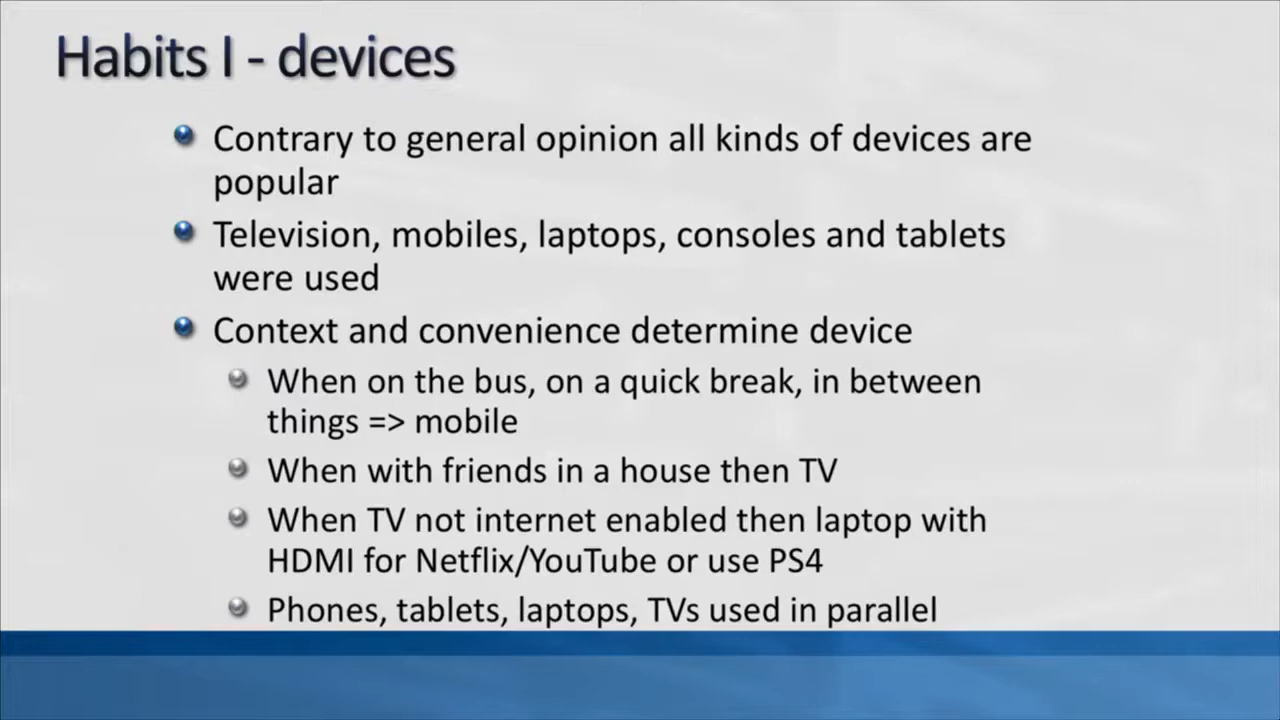 Habits I - devices
Contrary to general opinion all kinds of devices are
popular
Television, mobiles, laptops, consoles and tablets
were used
Context and convenience determine device
When on the bus, on a quick break, in between
things => mobile
When with friends in a house then TV
When TV not internet enabled then laptop with
HDMI for Netflix/YouTube or use PS4
Phones, tablets, laptops, TVs used in parallel